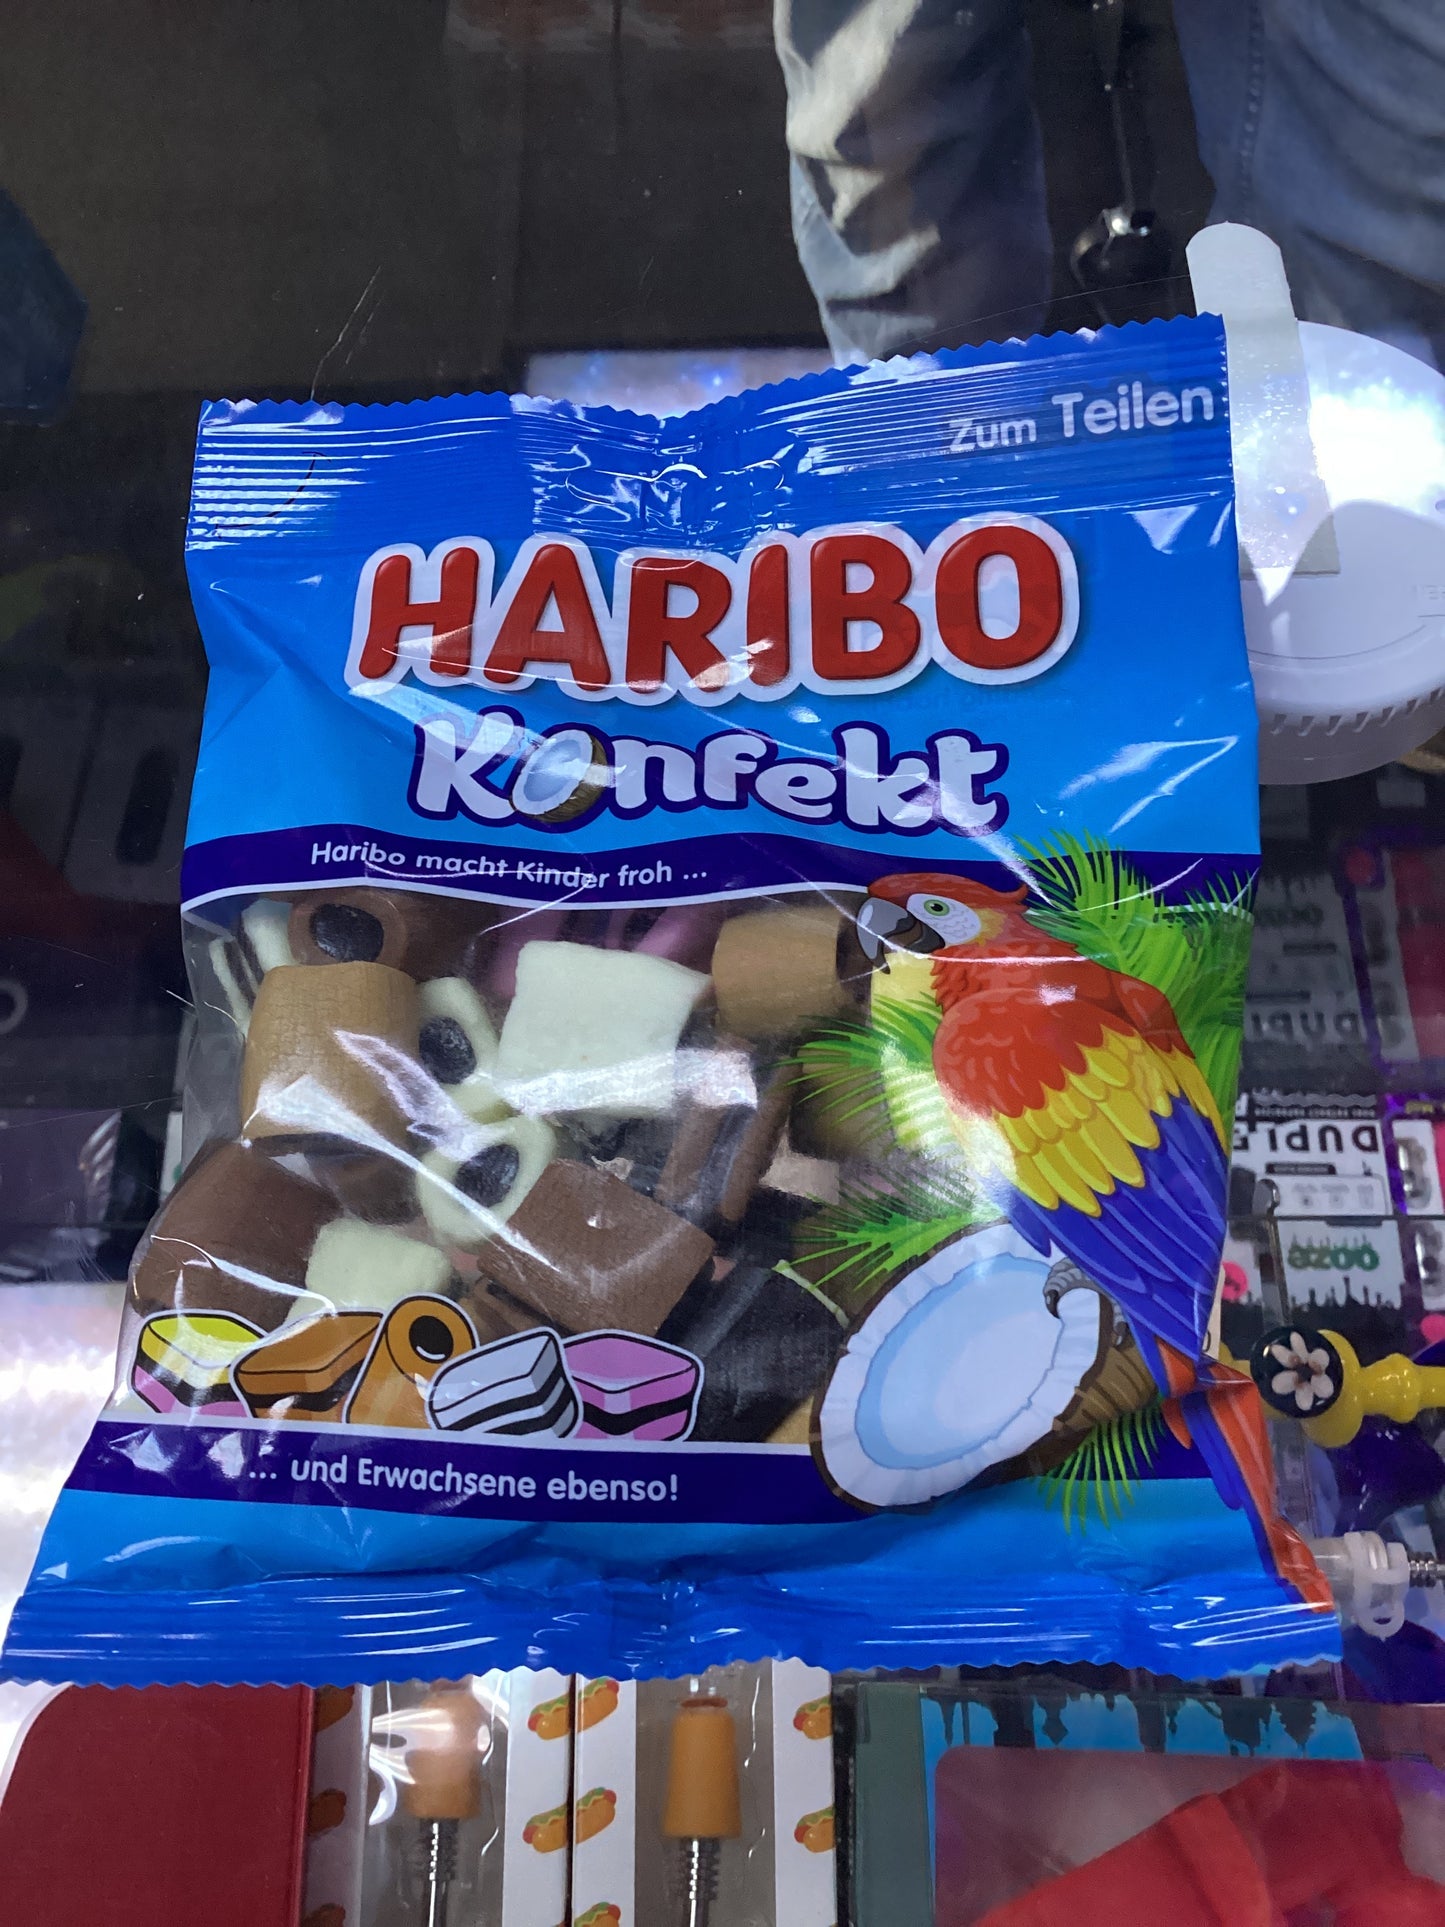 Zum Teilen
HARIBO
Konfekt
Haribo macht Kinder froh ...
... und Erwachsene ebenso!